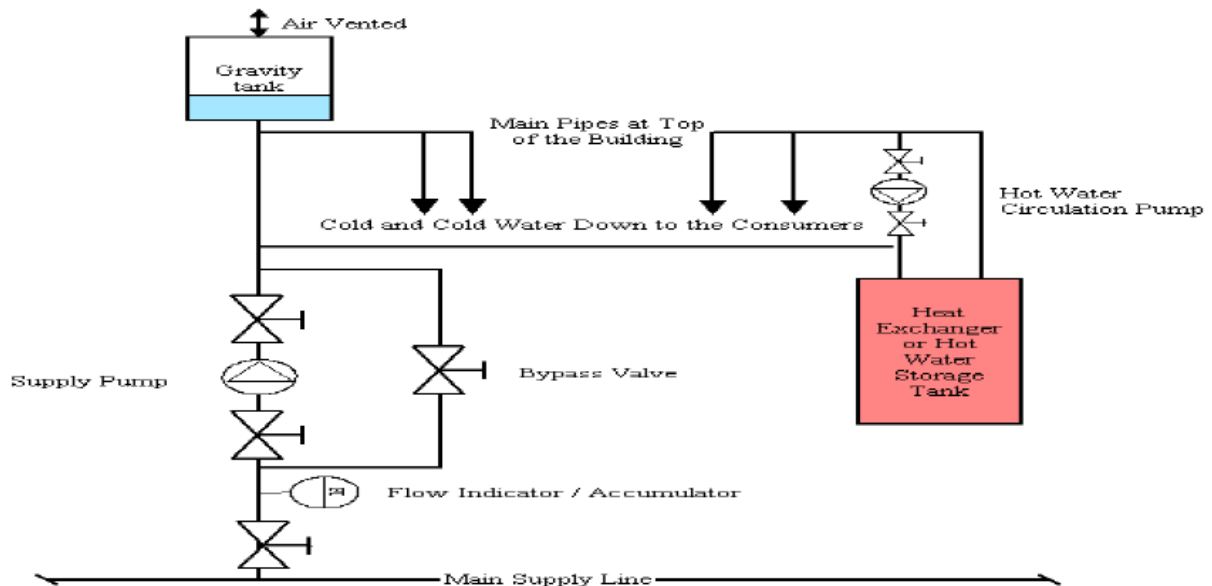 Air Vented
Gravity
tank
Main Pipes at Top
of the Building
Hot Water
Circulation Pump
Cold and Cold Water Down to the Consumers
Heat
Exchanger
or Hot
Water
Storage
Tank
Supply Pump
Bypass Valve
Flow Indicator / Accumulator
Main Supply Line